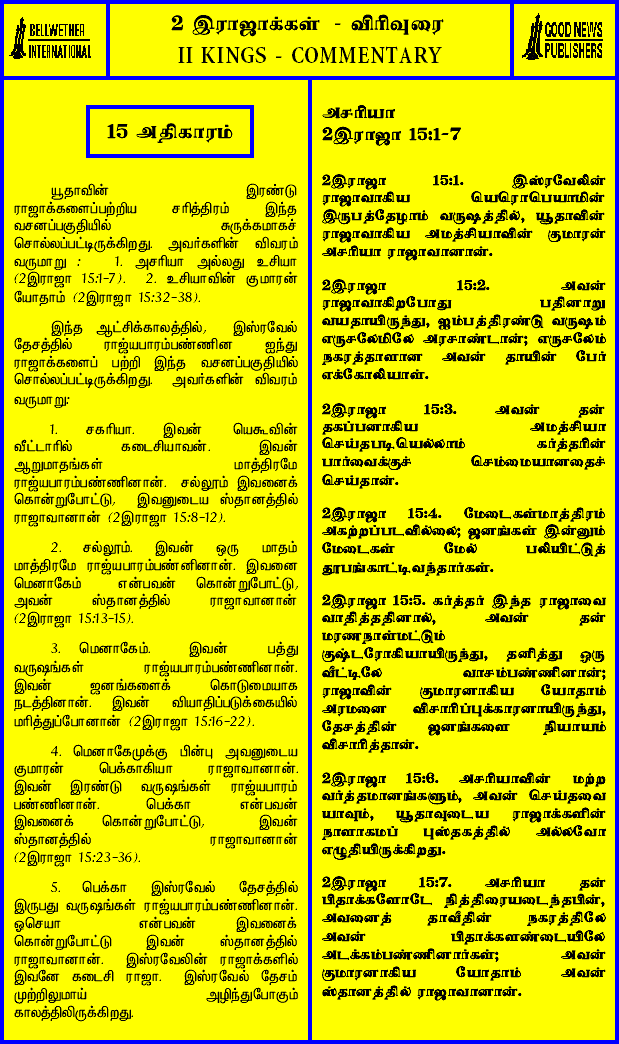 BELLWETHER
INTERNATIONAL
2 இராஜாக்கள் - விரிவுரை
II KINGS - COMMENTARY
GOOD NEWS
PUBLISHERS
15 அதிகாரம்
யூதாவின் இரண்டு
ராஜாக்களைப்பற்றிய சரித்திரம் இந்த
வசனப்பகுதியில் சுருக்கமாகச்
சொல்லப்பட்டிருக்கிறது. அவர்களின் விவரம்
வருமாறு : 1. அசரியா அல்லது உசியா
(2இராஜா 15:1-7). 2. உசியாவின் குமாரன்
யோதாம் (2இராஜா 15:32-38).
இந்த ஆட்சிக்காலத்தில், இஸ்ரவேல்
தேசத்தில் ராஜ்யபாரம்பண்ணின ஐந்து
ராஜாக்களைப் பற்றி இந்த வசனப்பகுதியில்
சொல்லப்பட்டிருக்கிறது. அவர்களின் விவரம்
வருமாறு:
1. சகரியா. இவன் யெகூவின்
வீட்டாரில் கடைசியாவன். இவன்
ஆறுமாதங்கள் மாத்திரமே
ராஜ்யபாரம்பண்ணினான். சல்லூம் இவனைக்
கொன்றுபோட்டு, இவனுடைய ஸ்தானத்தில்
ராஜாவானான் (2இராஜா 15:8-12).
2. சல்லூம். இவன் ஒரு மாதம்
மாத்திரமே ராஜ்யபாரம்பண்னினான். இவனை
மெனாகேம் என்பவன் கொன்றுபோட்டு,
அவன் ஸ்தானத்தில் ராஜாவானான்
(2இராஜா 15:13-15).
3. மெனாகேம். இவன் பத்து
வருஷங்கள் ராஜ்யபாரம்பண்ணினான்.
இவன் ஜனங்களைக் கொடுமையாக
நடத்தினான். இவன் வியாதிப்படுக்கையில்
மரித்துப்போனான் (2இராஜா 15:16-22).
4. மெனாகேமுக்கு பின்பு அவனுடைய
குமாரன் பெக்காகியா ராஜாவானான்.
இவன் இரண்டு வருஷங்கள் ராஜ்யபாரம்
பண்ணினான். பெக்கா என்பவன்
இவனைக் கொன்றுபோட்டு, இவன்
ஸ்தானத்தில் ராஜாவானான்
(2இராஜா 15:23-36).
5. பெக்கா இஸ்ரவேல் தேசத்தில்
இருபது வருஷங்கள் ராஜ்யபாரம்பண்ணினான்.
ஓசெயா என்பவன் இவனைக்
கொன்றுபோட்டு இவன் ஸ்தானத்தில்
ராஜாவானான். இஸ்ரவேலின் ராஜாக்களில்
இவனே கடைசி ராஜா. இஸ்ரவேல் தேசம்
முற்றிலுமாய் அழிந்துபோகும்
காலத்திலிருக்கிறது.
அசரியா
2இராஜா 15:1-7
2இராஜா 15:1. இஸ்ரவேலின்
ராஜாவாகிய யெரொபெயாமின்
இருபத்தேழாம் வருஷத்தில், யூதாவின்
ராஜாவாகிய அமத்சியாவின் குமாரன்
அசரியா ராஜாவானான்.
2இராஜா 15:2. அவன்
ராஜாவாகிறபோது பதினாறு
வயதாயிருந்து, ஐம்பத்திரண்டு வருஷம்
எருசலேமிலே அரசாண்டான்; எருசலேம்
நகரத்தாளான அவன் தாயின் பேர்
எக்கோலியாள்.
2இராஜா 15:3. அவன் தன்
தகப்பனாகிய அமத்சியா
செய்தபடியெல்லாம் கர்த்தரின்
பார்வைக்குச் செம்மையானதைச்
செய்தான்.
2இராஜா 15:4. மேடைகள்மாத்திரம்
அகற்றப்படவில்லை; ஜனங்கள் இன்னும்
மேடைகள் மேல் பலியிட்டுத்
தூபங்காட்டிவந்தார்கள்.
2இராஜா 15:5. கர்த்தர் இந்த ராஜாவை
வாதித்ததினால், அவன் தன்
மரணநாள்மட்டும்
குஷ்டரோகியாயிருந்து, தனித்து ஒரு
வீட்டிலே வாசம்பண்ணினான்;
ராஜாவின் குமாரனாகிய யோதாம்
அரமனை விசாரிப்புக்காரனாயிருந்து,
தேசத்தின் ஜனங்களை நியாயம்
விசாரித்தான்.
2இராஜா 15:6. அசரியாவின் மற்ற
வர்த்தமானங்களும், அவன் செய்தவை
யாவும், யூதாவுடைய ராஜாக்களின்
நாளாகமப் புஸ்தகத்தில் அல்லவோ
எழுதியிருக்கிறது.
2இராஜா 15:7. அசரியா தன்
பிதாக்களோடே நித்திரையடைந்தபின்,
அவனைத் தாவீதின் நகரத்திலே
அவன் பிதாக்களண்டையிலே
அடக்கம்பண்ணினார்கள்; அவன்
குமாரனாகிய யோதாம் அவன்
ஸ்தானத்தில் ராஜாவானான்.